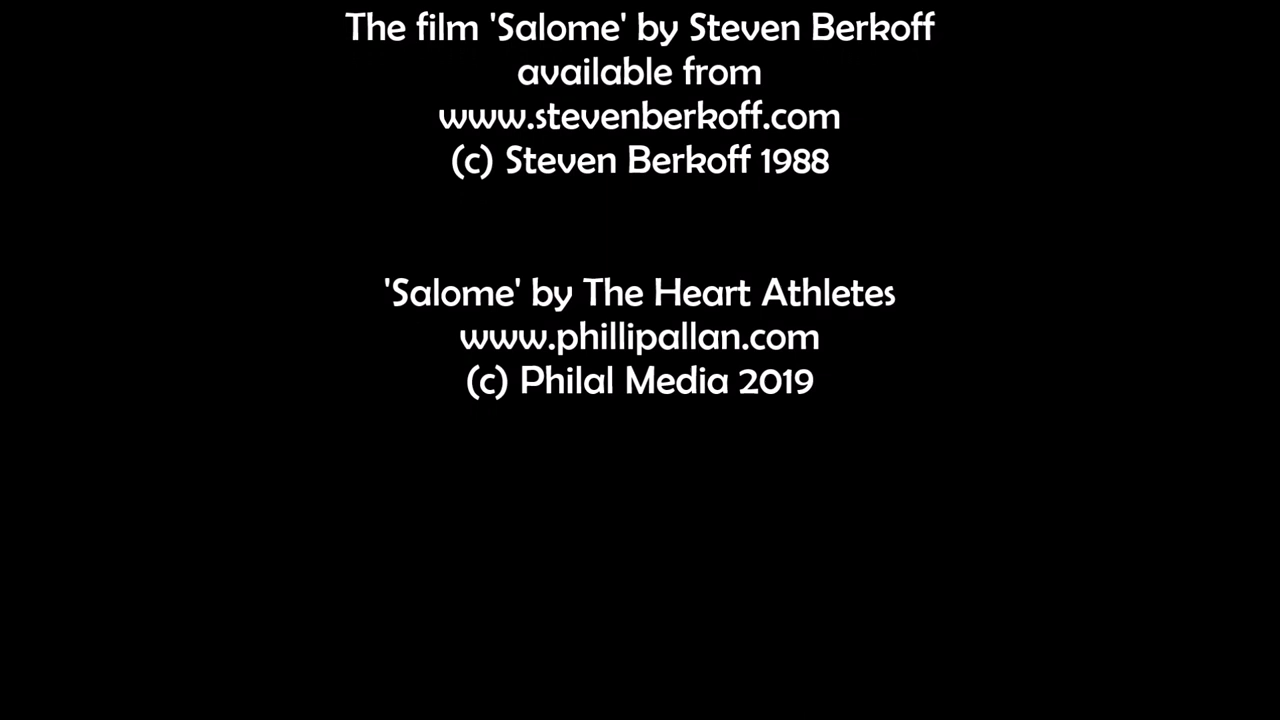 The film 'Salome' by Steven Berkoff
available from
www.stevenberkoff.com
(c) Steven Berkoff 1988
'Salome' by The Heart Athletes
www.phillipallan.com
(c) Philal Media 2019